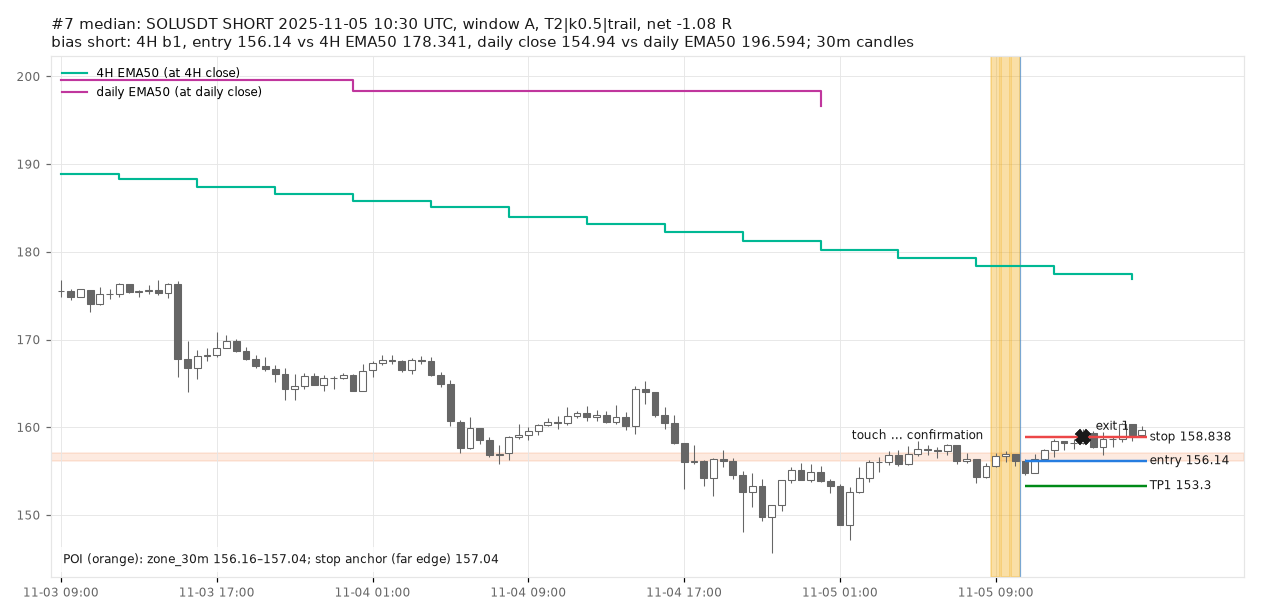 #7 median: SOLUSDT SHORT 2025-11-05 10:30 UTC, window A, T2|k0.5|trail, net -1.08 R
bias short: 4H b1, entry 156.14 vs 4H EMA50 178.341, daily close 154.94 vs daily EMA50 196.594; 30m candles
200
4H EMA50 (at 4H close)
daily EMA50 (at daily close)
190
180
170
160
150
touch ... confirmation
exit 1
stop 158.838
entry 156.14
TP1 153.3
POI (orange): zone_30m 156.16–157.04; stop anchor (far edge) 157.04
11-03 09:00
11-03 17:00
11-04 01:00
11-04 09:00
11-04 17:00
11-05 01:00
11-05 09:00